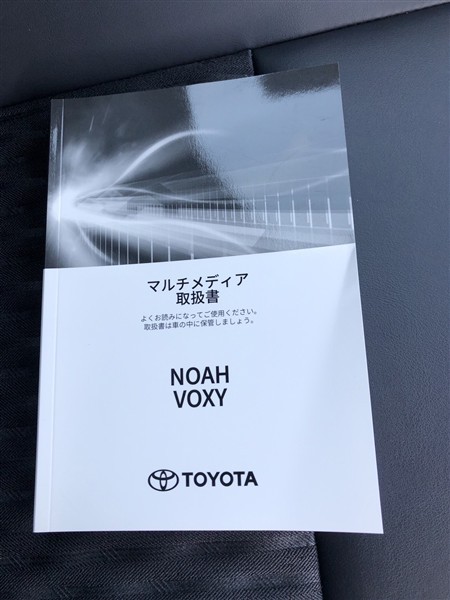 マルチメディア
取扱書
よくお読みになってご使用ください。
取扱書は車の中に保管しましょう。
NOAH
VOXY
TOYOTA